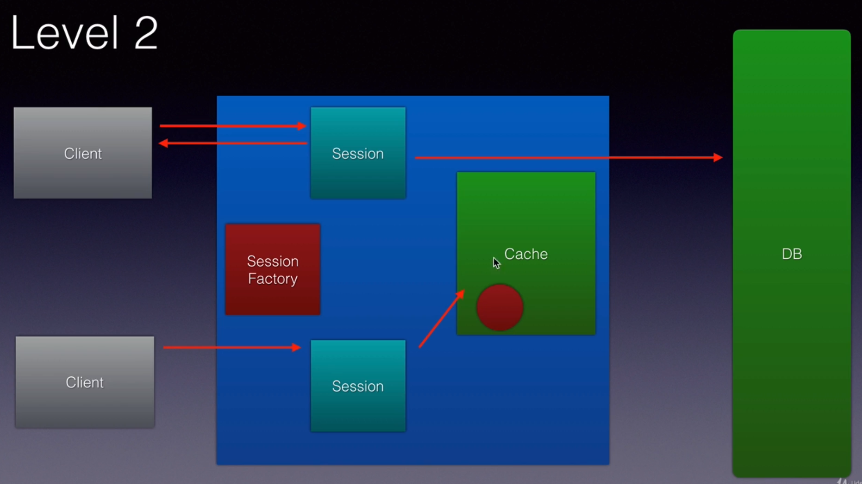 Level 2
Client
Session
DB
Cache
Session
Factory
Client
Session